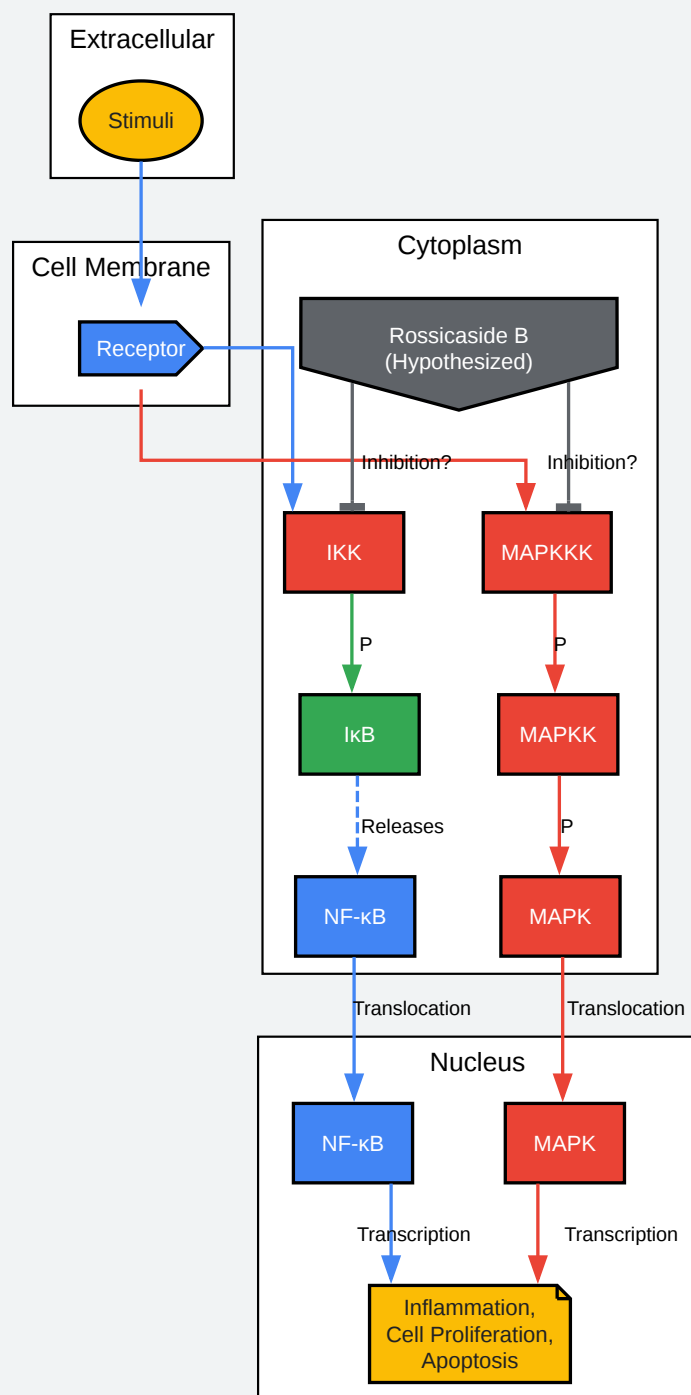 Extracellular
Stimuli
Cytoplasm
Cell Membrane
Receptor
Rossicaside B
(Hypothesized)
Inhibition?
Inhibition?
IKK
MAPKKK
P
P
IκB
MAPKK
Releases
P
NF-κB
MAPK
Translocation
Translocation
Nucleus
NF-κB
MAPK
Transcription
Transcription
Inflammation,
Cell Proliferation,
Apoptosis